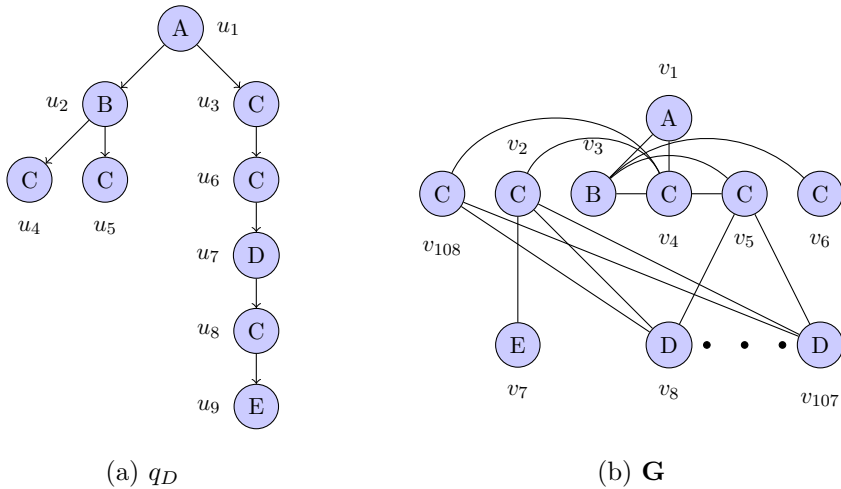 A u₁
u₂ B C u₃
C C C u₆
u₄ u₅
u₇ D
u₈ C
u₉ E
(a) q_D
v₁
A
v₂ v₃
C C B C C C
v₁₀₈ v₄ v₅ v₆
E D • • • D
v₇ v₈ v₁₀₇
(b) G